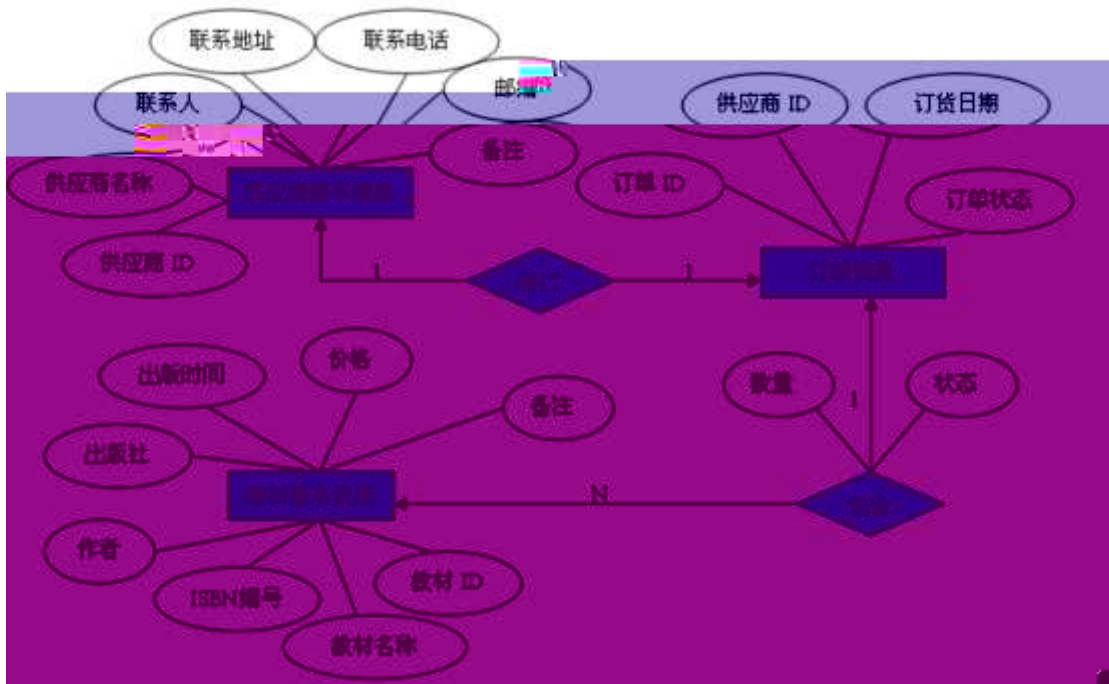 联系地址
联系电话
联系人
邮编
供应商 ID
订货日期
供应商名称
备注
订单 ID
订单状态
供应商 ID
1
1
出版时间
价格
备注
数量
状态
1
出版社
N
作者
ISBN编号
教材 ID
教材名称